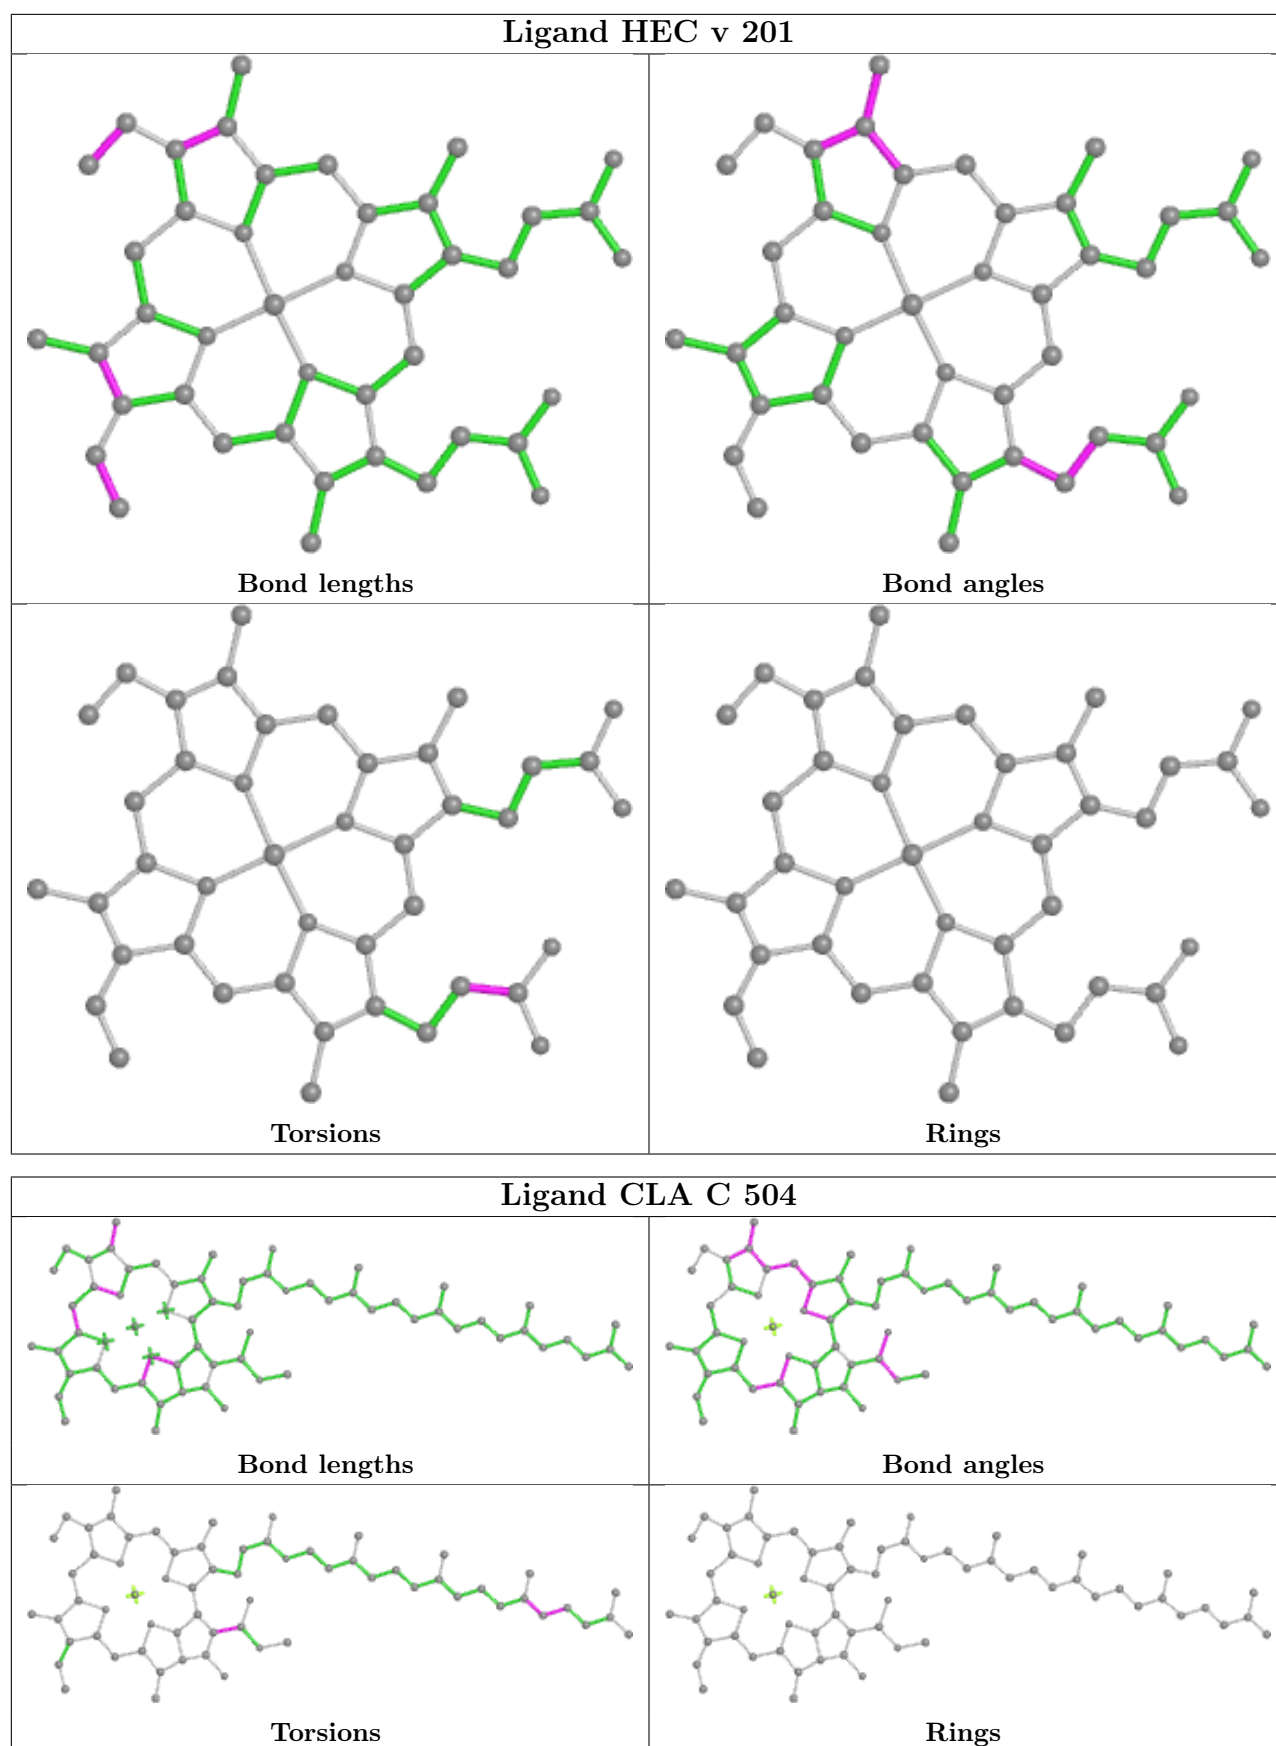 Ligand HEC v 201
Bond lengths
Bond angles
Torsions
Rings
Ligand CLA C 504
Bond lengths
Bond angles
Torsions
Rings